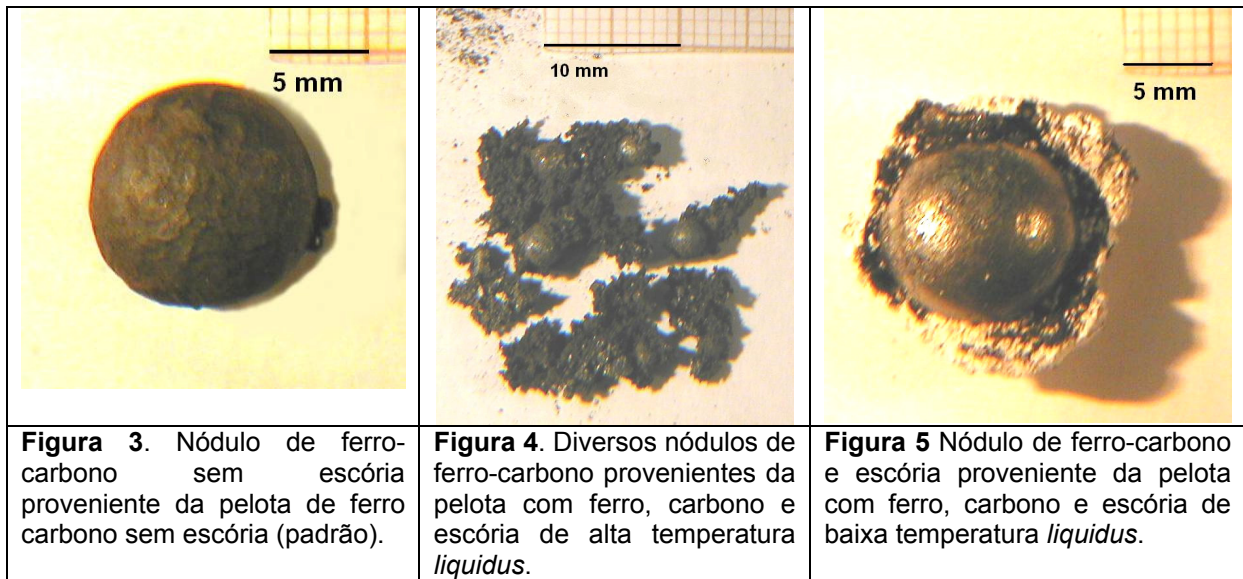 5 mm
10 mm
5 mm
Figura 3. Nódulo de ferro-
carbono sem escória
proveniente da pelota de ferro
carbono sem escória (padrão).
Figura 4. Diversos nódulos de
ferro-carbono provenientes da
pelota com ferro, carbono e
escória de alta temperatura
liquidus.
Figura 5 Nódulo de ferro-carbono
e escória proveniente da pelota
com ferro, carbono e escória de
baixa temperatura liquidus.